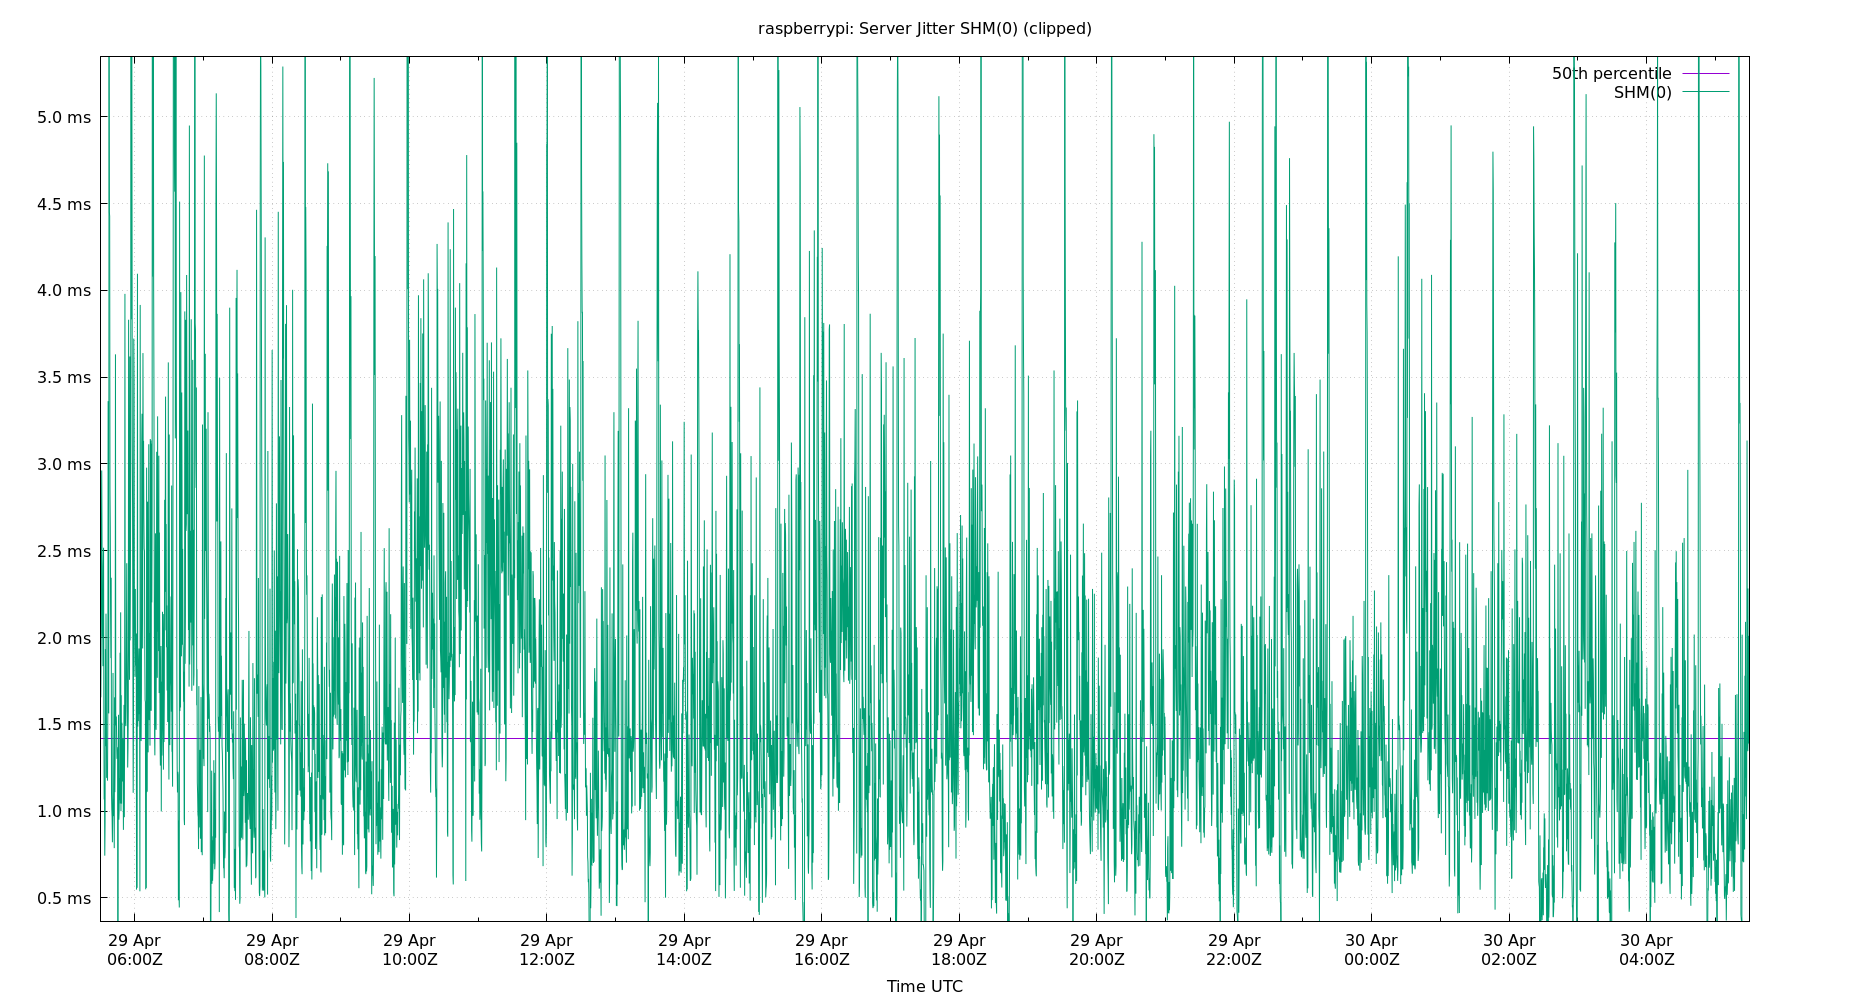 raspberrypi: Server Jitter SHM(0) (clipped)
50th percentile
SHM(0)
5.0 ms
4.5 ms
4.0 ms
3.5 ms
3.0 ms
2.5 ms
2.0 ms
1.5 ms
1.0 ms
0.5 ms
29 Apr 29 Apr 29 Apr 29 Apr 29 Apr 29 Apr 29 Apr 29 Apr 29 Apr 30 Apr 30 Apr 30 Apr
06:00Z 08:00Z 10:00Z 12:00Z 14:00Z 16:00Z 18:00Z 20:00Z 22:00Z 00:00Z 02:00Z 04:00Z
Time UTC